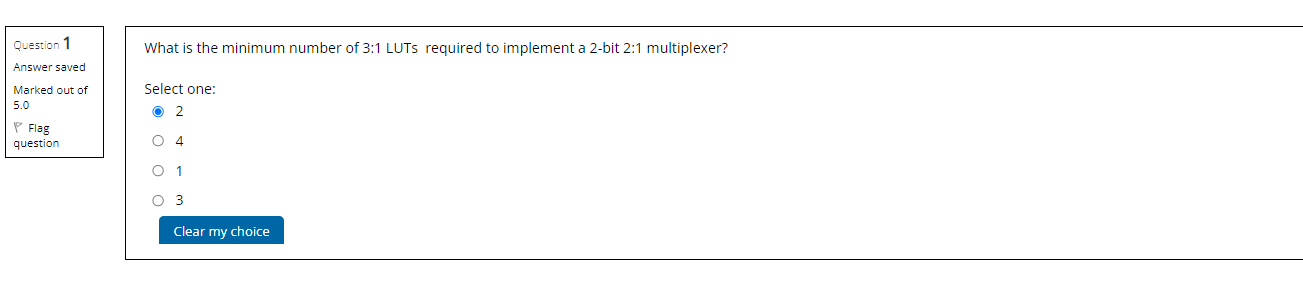 Question 1
Answer saved
Marked out of
5.0
Flag
question
What is the minimum number of 3:1 LUTs required to implement a 2-bit 2:1 multiplexer?
Select one:
2
4
1
3
Clear my choice